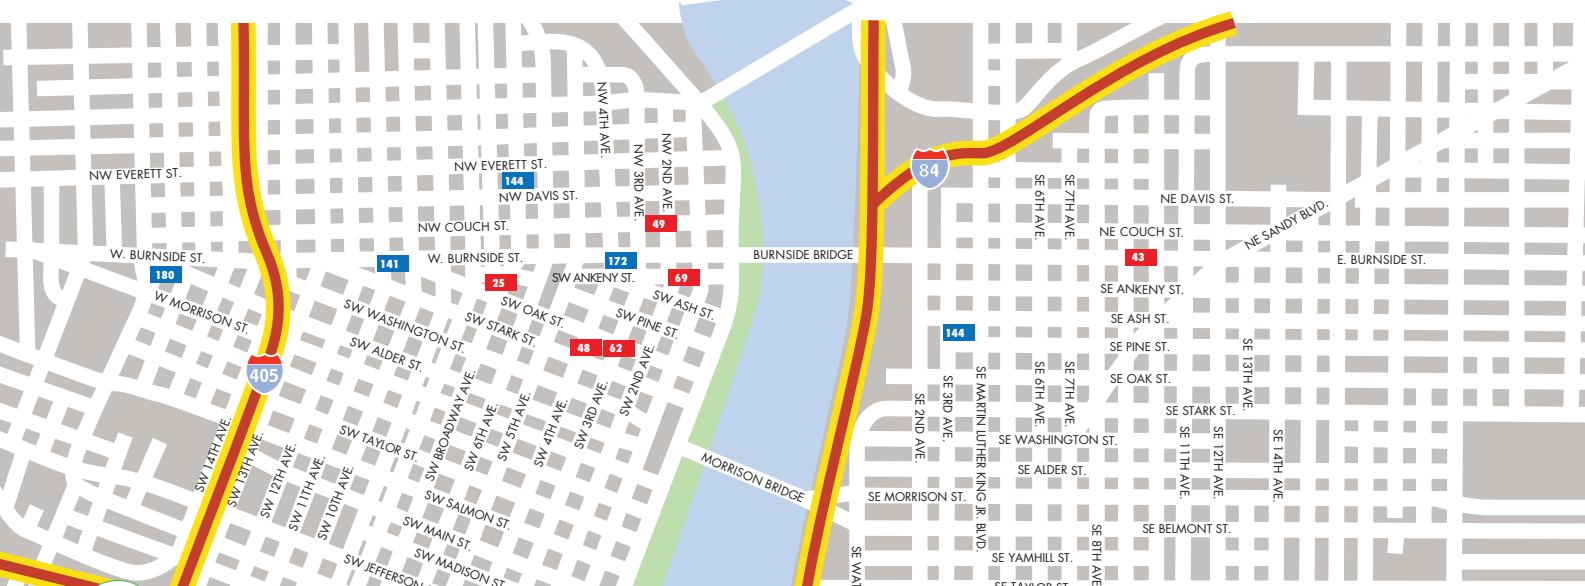 NW 4TH AVE.
NW 3RD AVE.
NW 2ND AVE.
NW EVERETT ST.
NW EVERETT ST.
144
NW DAVIS ST.
84
SE 6TH AVE.
SE 7TH AVE.
NE DAVIS ST.
NE SANDY BLVD.
49
NW COUCH ST.
NE COUCH ST.
W. BURNSIDE ST.
180
141
W. BURNSIDE ST.
172
BURNSIDE BRIDGE
43
E. BURNSIDE ST.
25
SW ANKENY ST.
69
SE ANKENY ST.
W MORRISON ST.
SW WASHINGTON ST.
SW OAK ST.
SW STARK ST.
SW ASH ST.
SW PINE ST.
SE ASH ST.
144
SW ALDER ST.
48
62
SE PINE ST.
405
SE OAK ST.
SE 13TH AVE.
SW 2ND AVE.
SW 3RD AVE.
SW 4TH AVE.
SW 5TH AVE.
SW 6TH AVE.
SW BROADWAY AVE.
SE 2ND AVE.
SE 3RD AVE.
SE MARTIN LUTHER KING JR. BLVD.
SE 6TH AVE.
SE 7TH AVE.
SE STARK ST.
SW 14TH AVE.
SW 13TH AVE.
SW 12TH AVE.
SW 11TH AVE.
SW 10TH AVE.
SW TAYLOR ST.
SE WASHINGTON ST.
SE 11TH AVE.
SE 12TH AVE.
SE 14TH AVE.
MORRISON BRIDGE
SE ALDER ST.
SW SALMON ST.
SE MORRISON ST.
SW MAIN ST.
SE BELMONT ST.
SE 8TH AVE
SW MADISON ST.
SW JEFFERSON
SE WAT
SE YAMHILL ST.
SE TAYLOR ST.